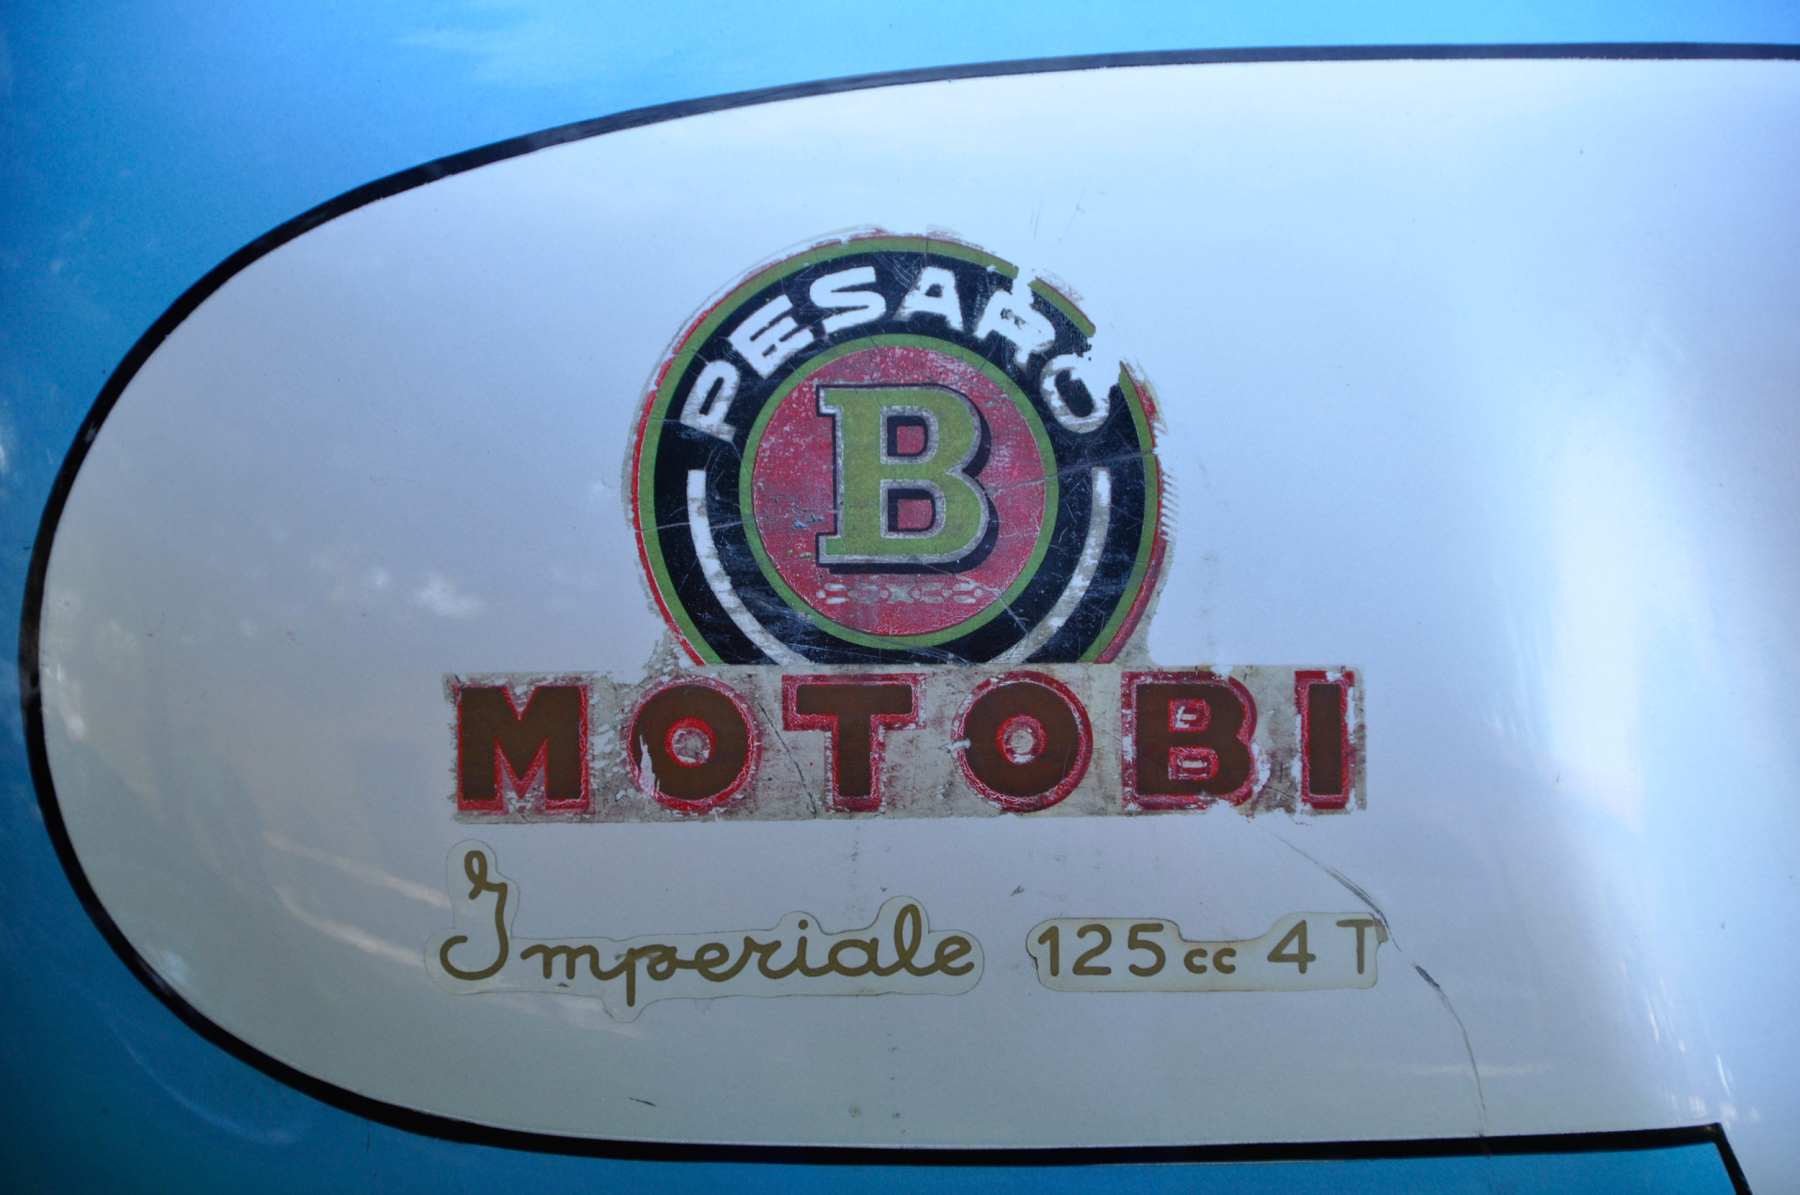 PESARO
B
MOTOBI
Imperiale 125cc 4T